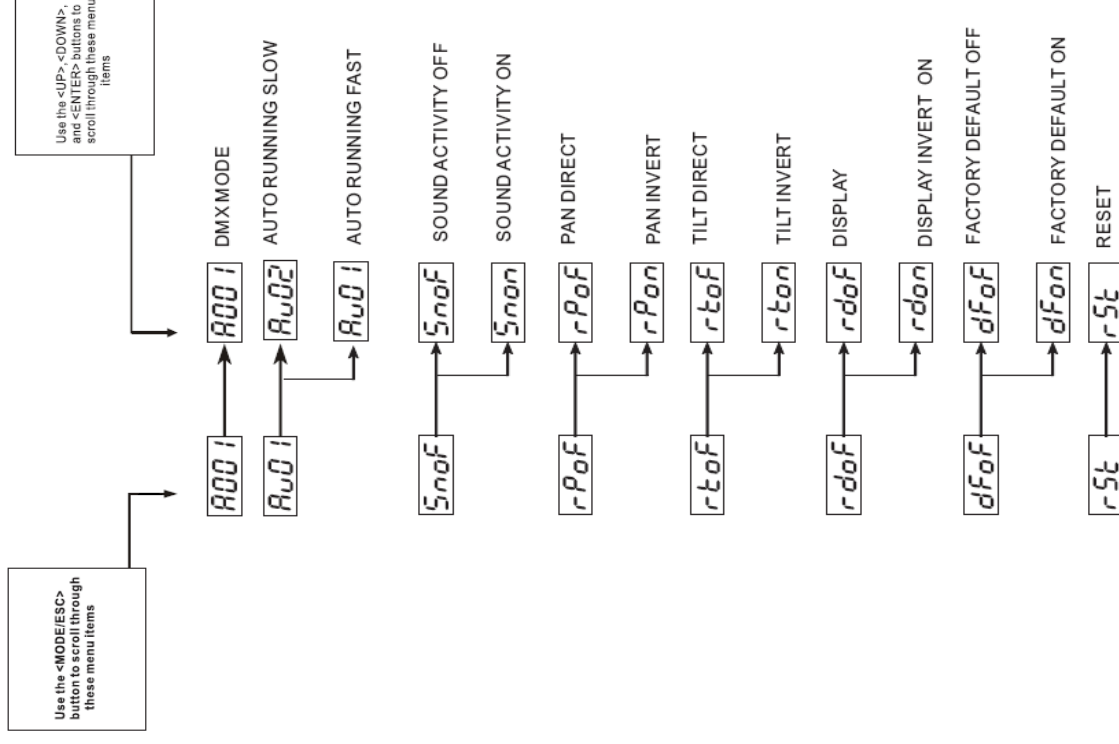 Use the <MODE/ESC>
button to scroll through
these menu items
Use the <UP>,<DOWN>,
and <ENTER> buttons to
scroll through these menu
items
A001 A001 DMX MODE
Au01 Au02 AUTO RUNNING SLOW
Au01 AUTO RUNNING FAST
SnoF SnoF SOUND ACTIVITY OFF
Snon SOUND ACTIVITY ON
rPoF rPoF PAN DIRECT
rPon PAN INVERT
rtoF rtoF TILT DIRECT
rton TILT INVERT
rdoF rdoF DISPLAY
rdon DISPLAY INVERT ON
dFoF dFoF FACTORY DEFAULT OFF
dFon FACTORY DEFAULT ON
rSt rSt RESET